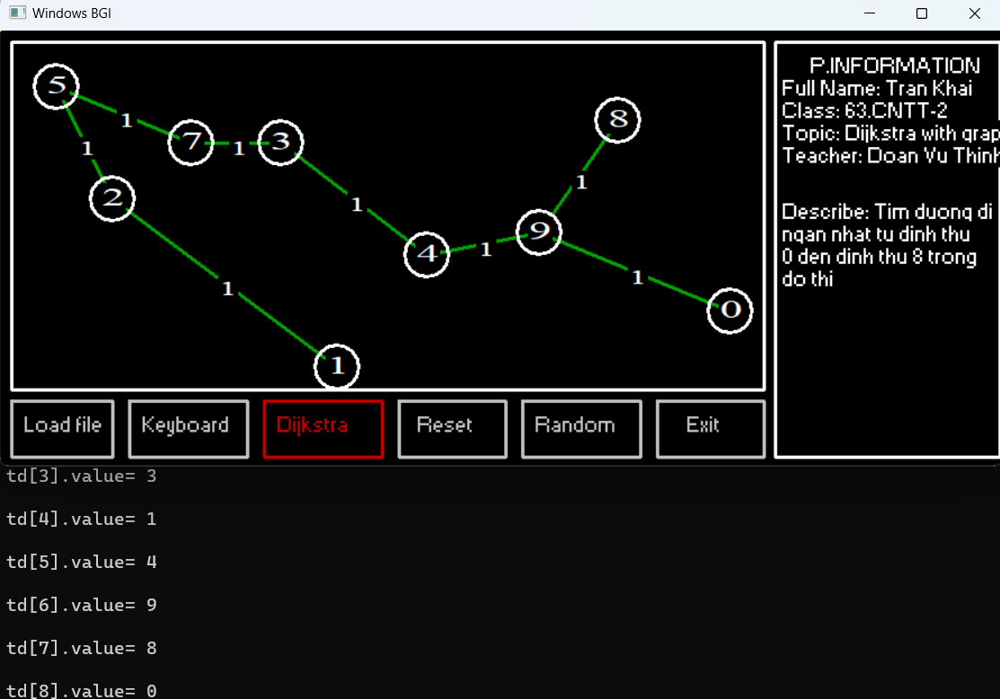 Windows BGI
5
1
7
1
3
8
1
2
1
1
9
1
4
1
1
0
1
1
P.INFORMATION
Full Name: Tran Khai
Class: 63.CNTT-2
Topic: Dijkstra with grap
Teacher: Doan Vu Thinh
Describe: Tim duong di
ngan nhat tu dinh thu
0 den dinh thu 8 trong
do thi
Load file
Keyboard
Dijkstra
Reset
Random
Exit
td[3].value= 3
td[4].value= 1
td[5].value= 4
td[6].value= 9
td[7].value= 8
td[8].value= 0